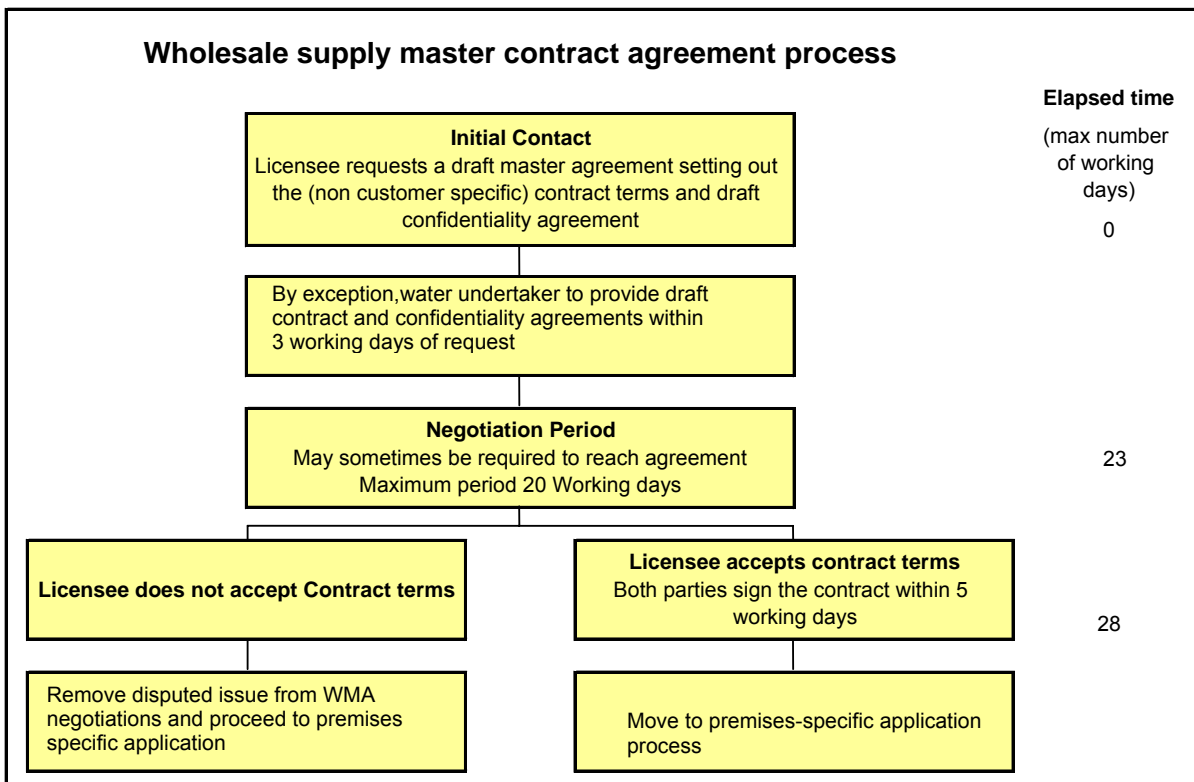 Wholesale supply master contract agreement process
Elapsed time
(max number
of working
days)
0
Initial Contact
Licensee requests a draft master agreement setting out
the (non customer specific) contract terms and draft
confidentiality agreement
By exception,water undertaker to provide draft
contract and confidentiality agreements within
3 working days of request
Negotiation Period
May sometimes be required to reach agreement
Maximum period 20 Working days
23
Licensee does not accept Contract terms
Licensee accepts contract terms
Both parties sign the contract within 5
working days
28
Remove disputed issue from WMA
negotiations and proceed to premises
specific application
Move to premises-specific application
process